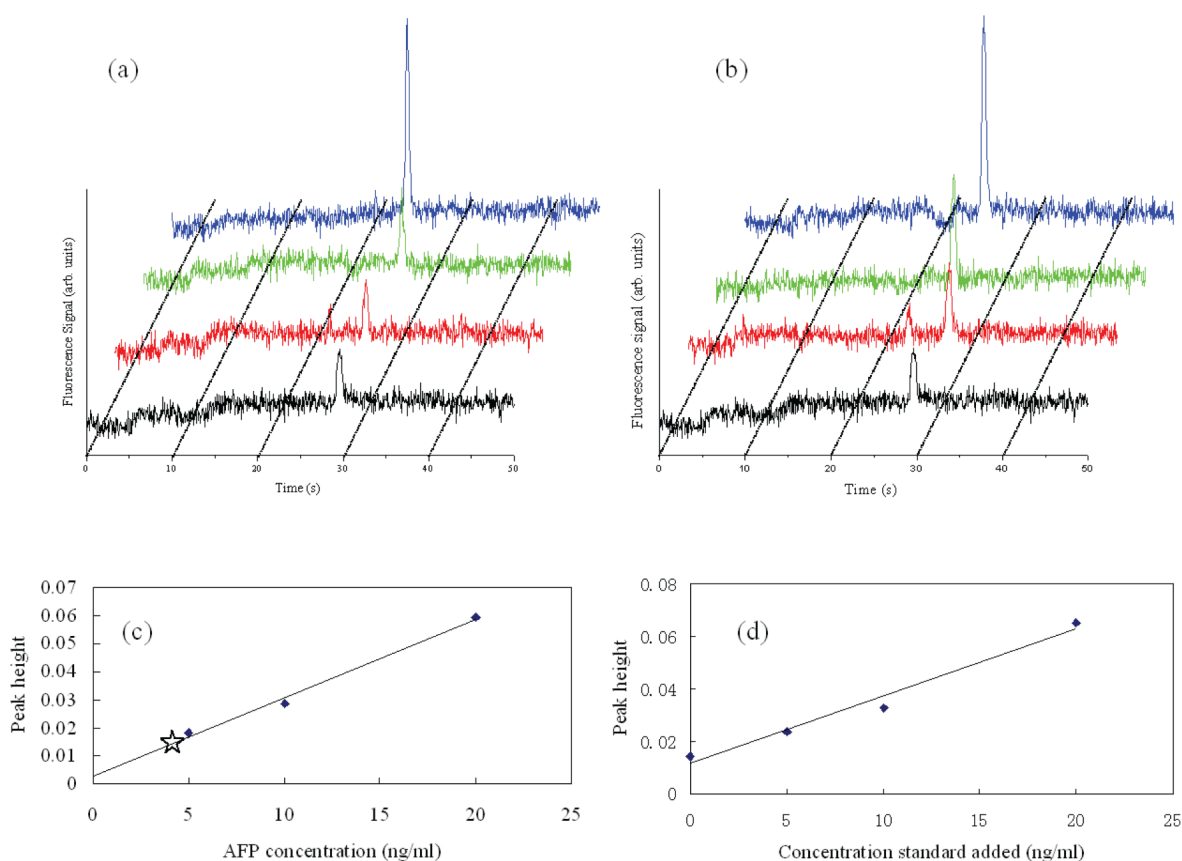 (a)
Fluorescence Signal (arb. units)
0 10 20 30 40 50
Time (s)
(b)
Fluorescence signal (arb. units)
0 10 20 30 40 50
Time (s)
0.07
0.06
0.05
0.04
0.03
0.02
0.01
0
(c)
Peak height
0 5 10 15 20 25
AFP concentration (ng/ml)
0.08
0.06
0.04
0.02
0
(d)
Peak height
0 5 10 15 20 25
Concentration standard added (ng/ml)